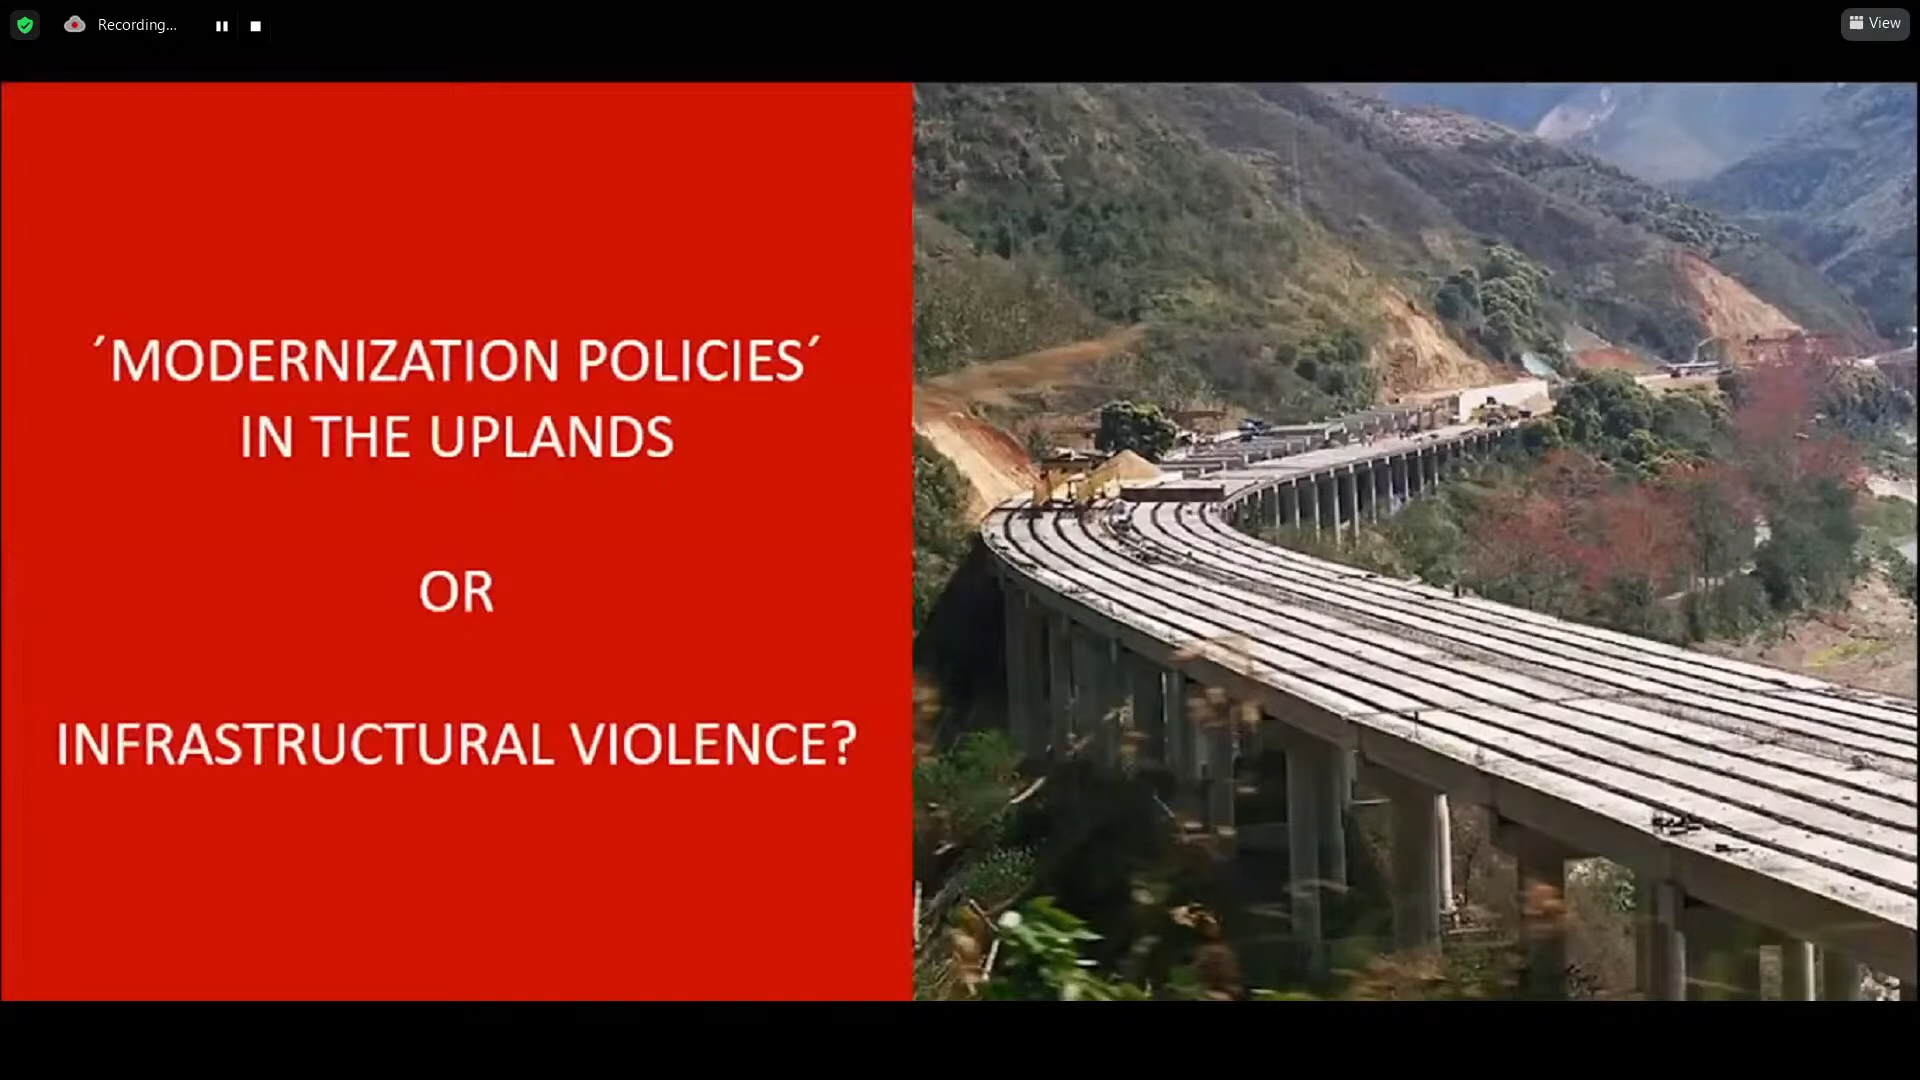 Recording...
View
´MODERNIZATION POLICIES´
IN THE UPLANDS
OR
INFRASTRUCTURAL VIOLENCE?